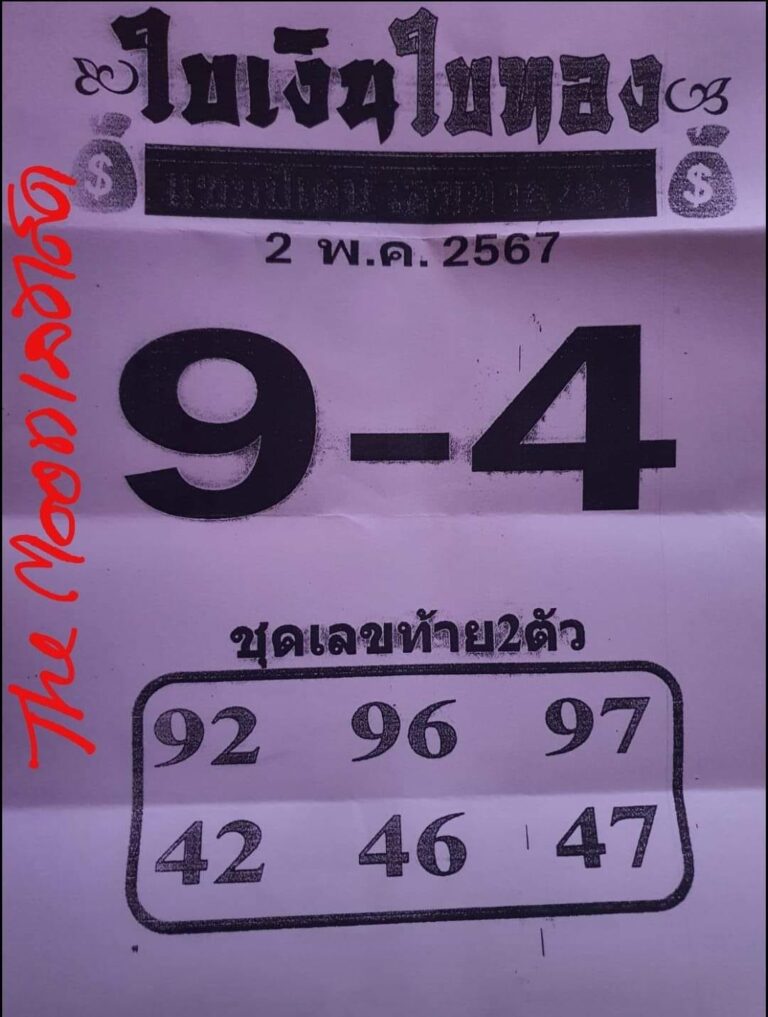 ใบเงินใบทอง
$ $
2 พ.ค. 2567
9-4
ชุดเลขท้าย2ตัว
92 96 97
42 46 47
The Moon